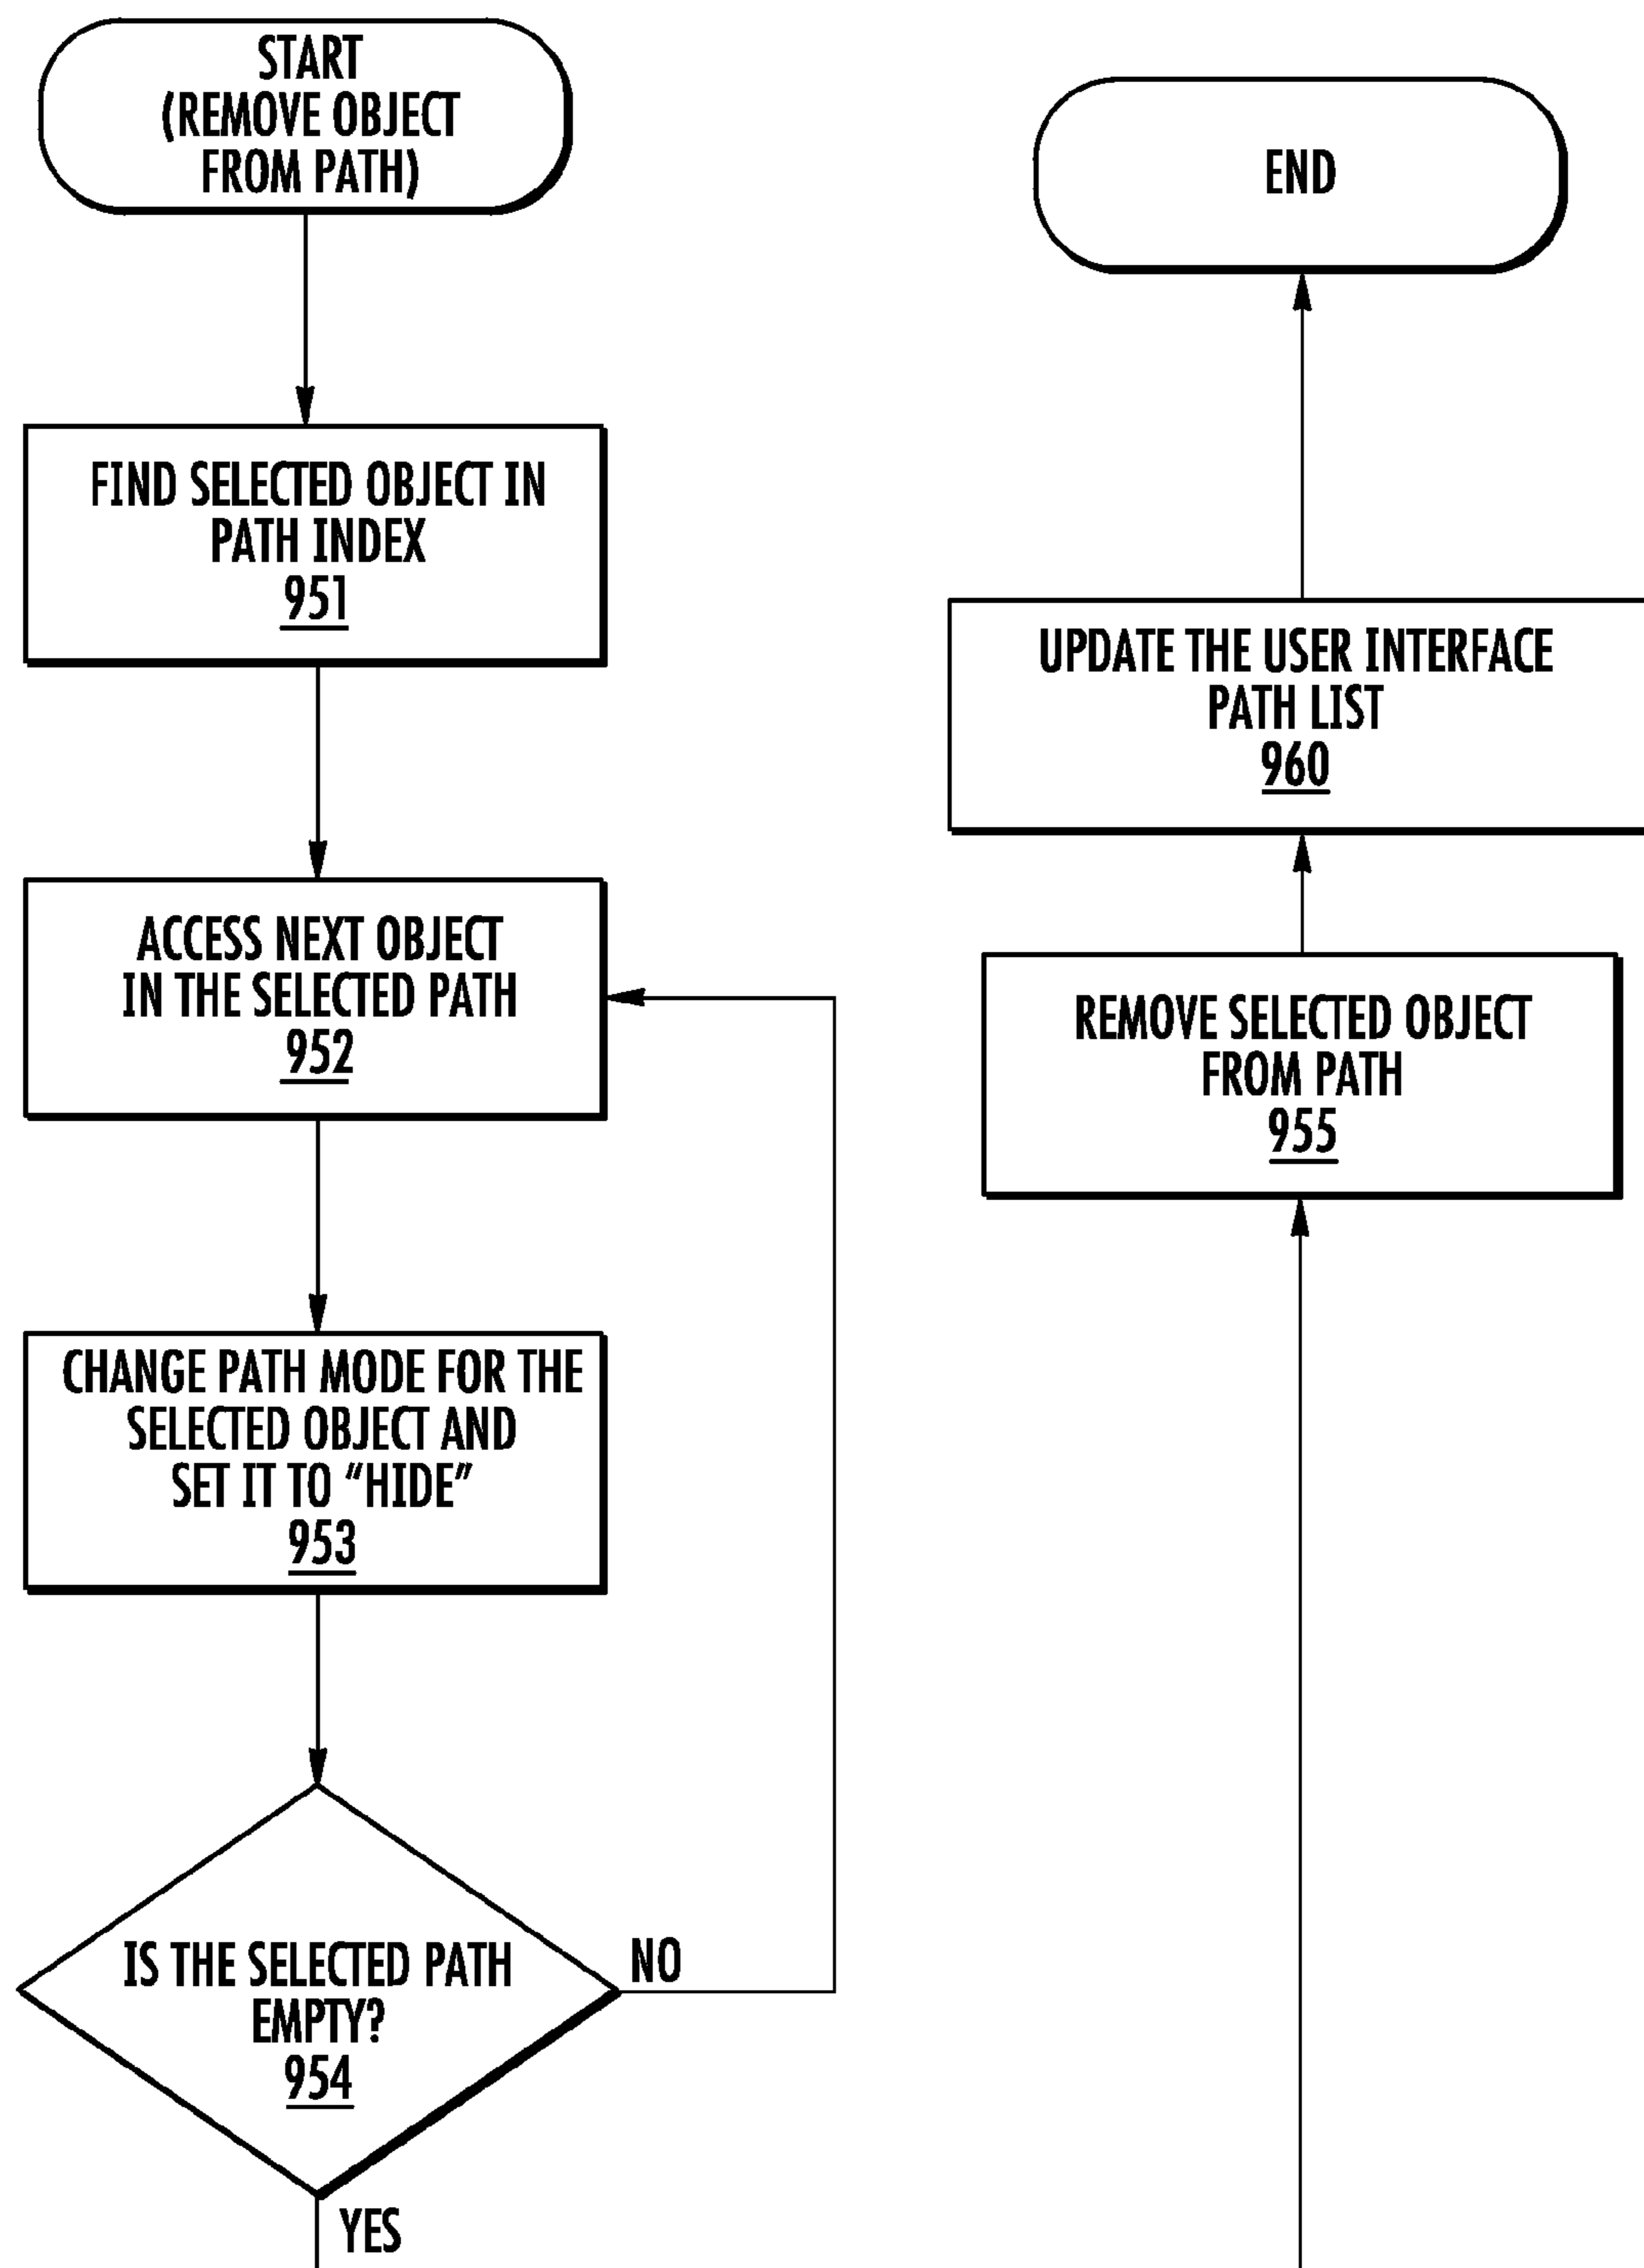 START
(REMOVE OBJECT
FROM PATH)
FIND SELECTED OBJECT IN
PATH INDEX
951
ACCESS NEXT OBJECT
IN THE SELECTED PATH
952
CHANGE PATH MODE FOR THE
SELECTED OBJECT AND
SET IT TO “HIDE”
953
IS THE SELECTED PATH
EMPTY?
954
NO
YES
END
UPDATE THE USER INTERFACE
PATH LIST
960
REMOVE SELECTED OBJECT
FROM PATH
955